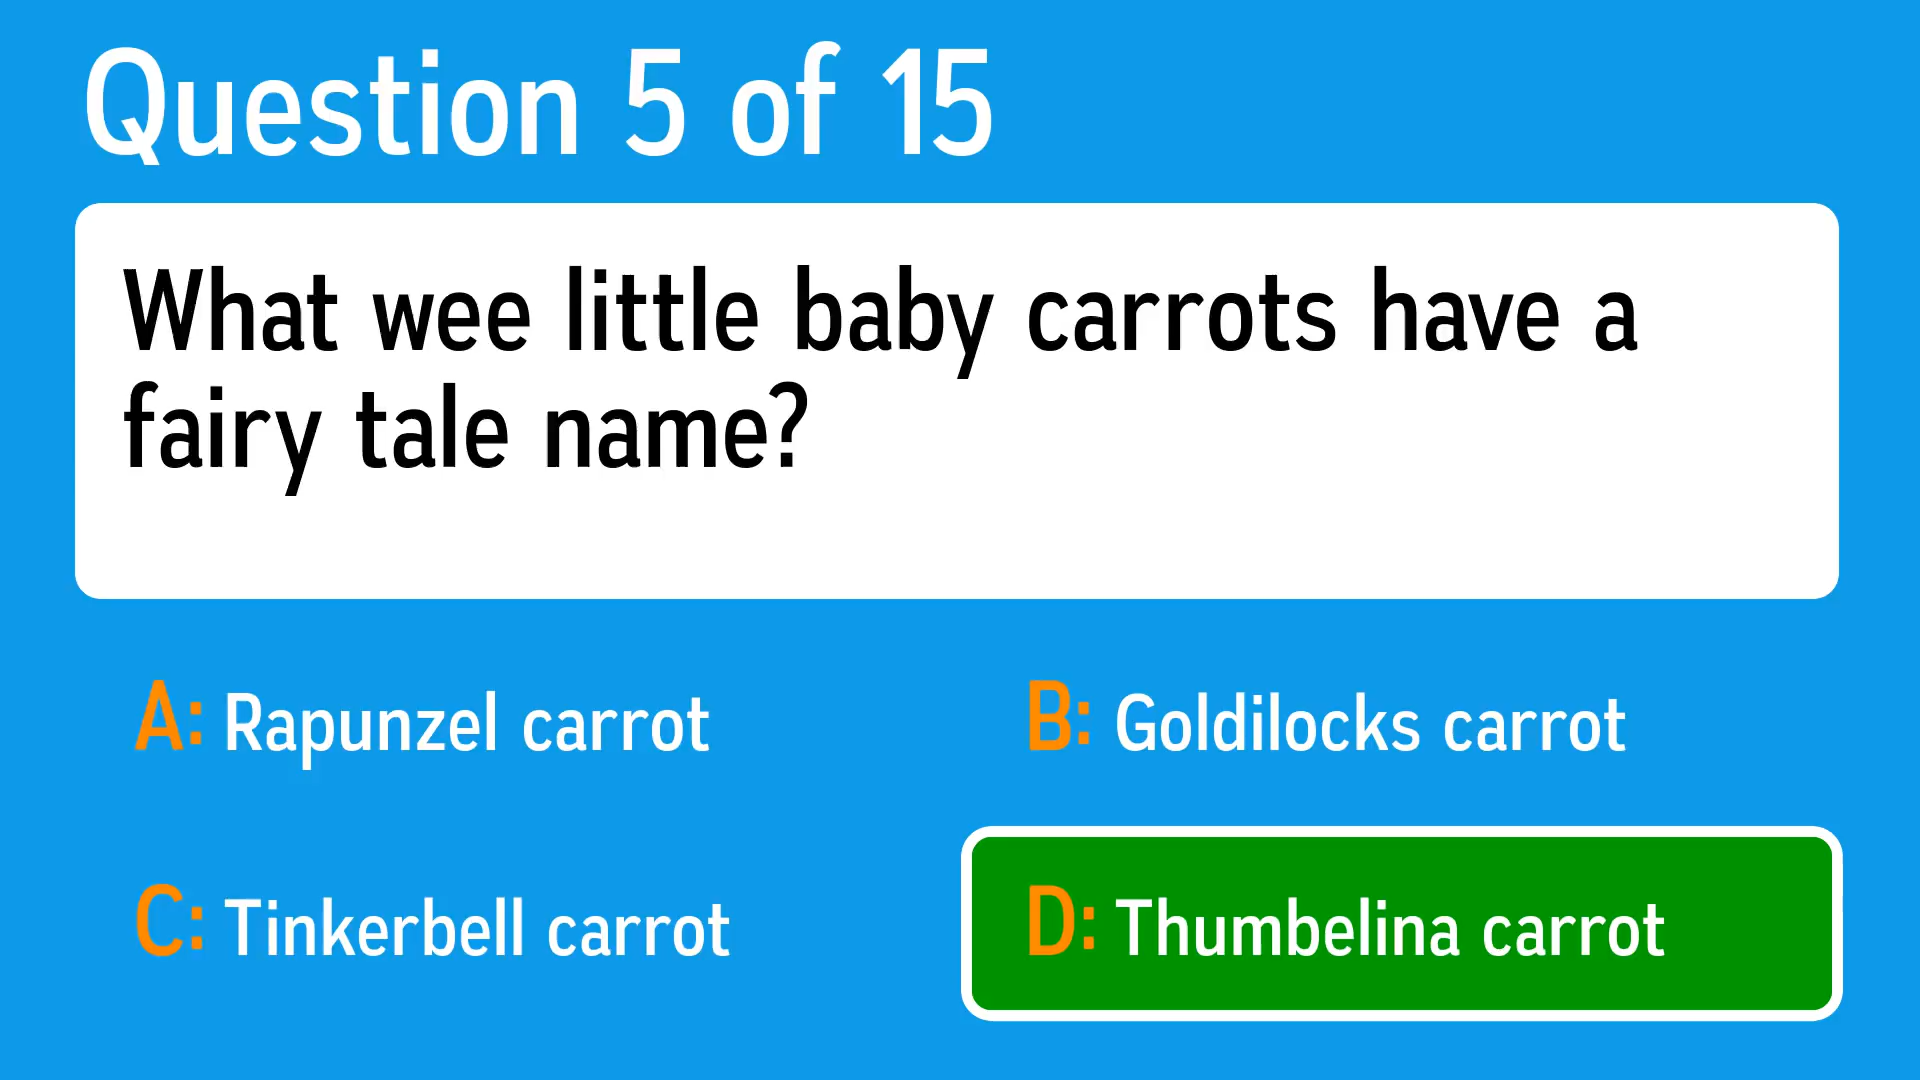 Question 5 of 15
What wee little baby carrots have a
fairy tale name?
A: Rapunzel carrot
B: Goldilocks carrot
C: Tinkerbell carrot
D: Thumbelina carrot